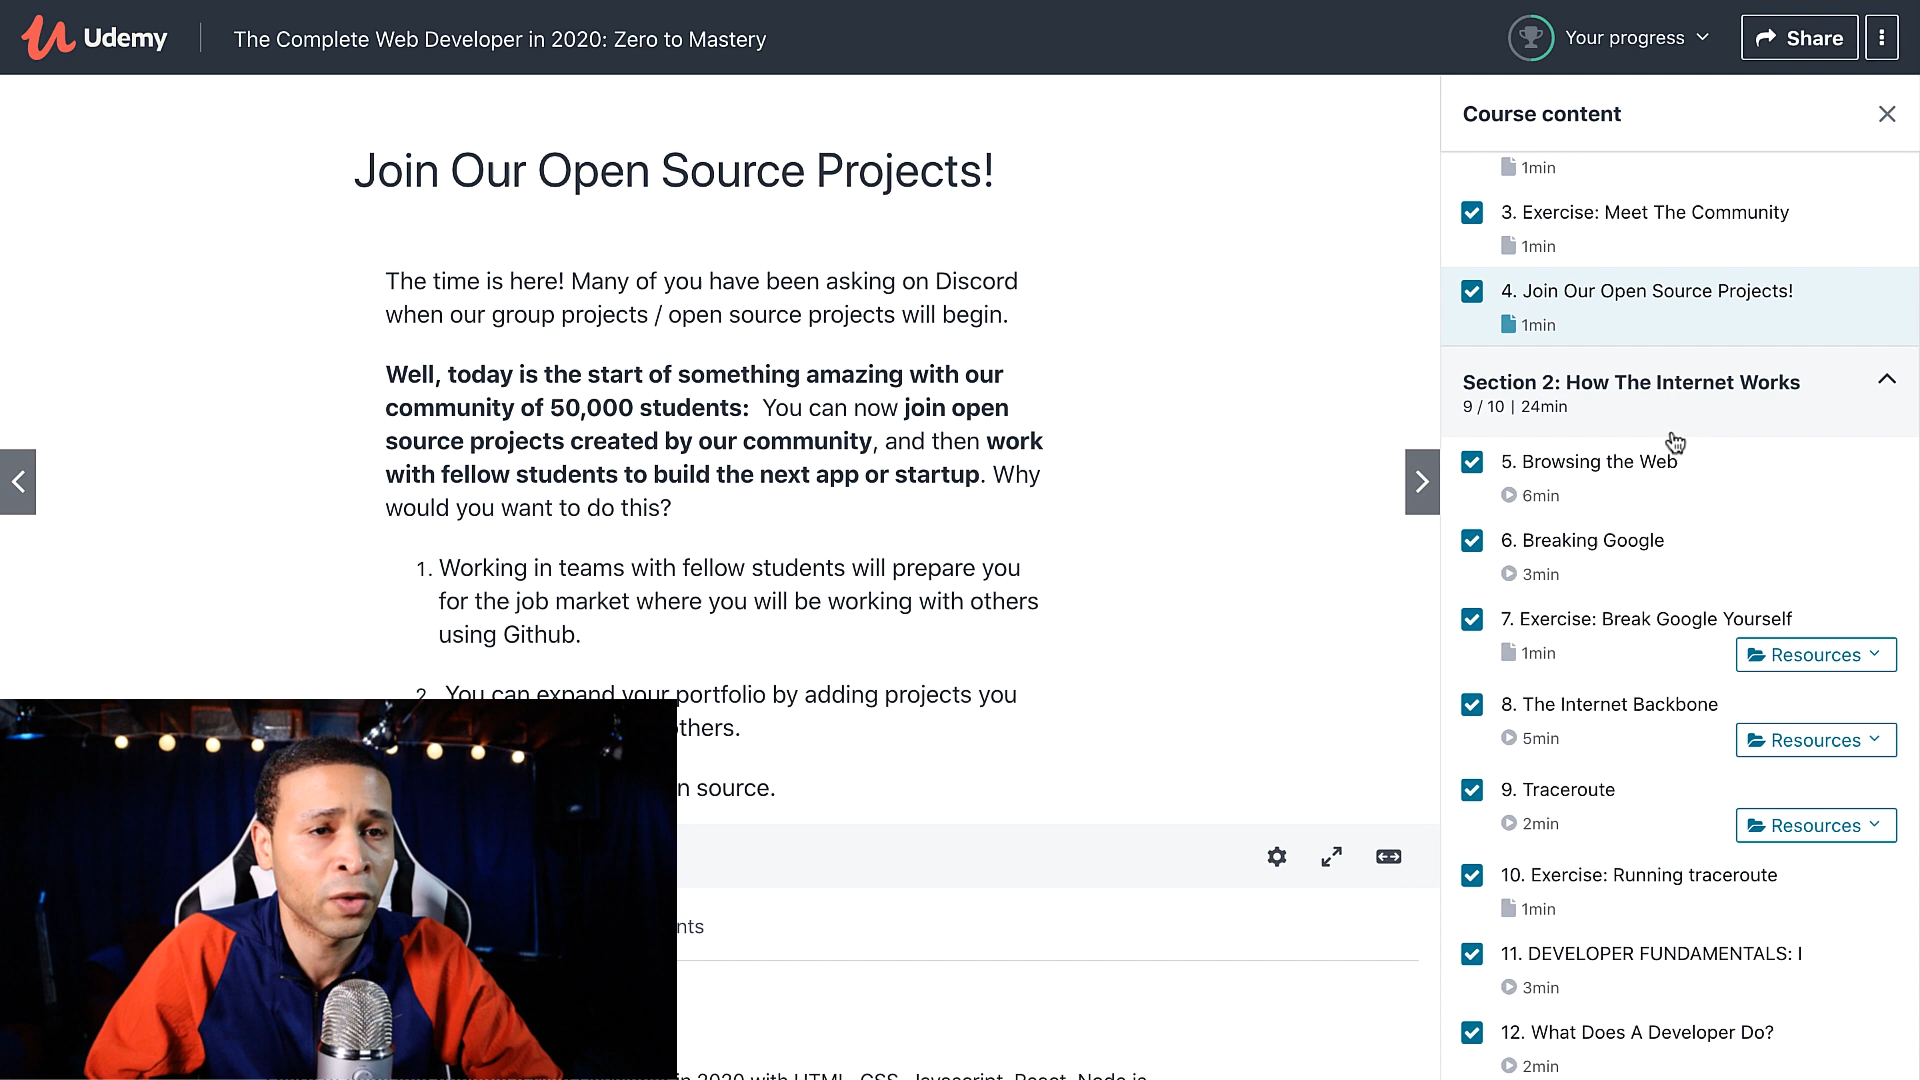 Udemy
The Complete Web Developer in 2020: Zero to Mastery
Your progress
Share
Join Our Open Source Projects!
The time is here! Many of you have been asking on Discord
when our group projects / open source projects will begin.
Well, today is the start of something amazing with our
community of 50,000 students: You can now join open
source projects created by our community, and then work
with fellow students to build the next app or startup. Why
would you want to do this?
1. Working in teams with fellow students will prepare you
for the job market where you will be working with others
using Github.
2. You can expand your portfolio by adding projects you
thers.
n source.
nts
in 2020 with HTML, CSS, Javascript, React, Node.js
Course content
1min
3. Exercise: Meet The Community
1min
4. Join Our Open Source Projects!
1min
Section 2: How The Internet Works
9 / 10 | 24min
5. Browsing the Web
6min
6. Breaking Google
3min
7. Exercise: Break Google Yourself
1min
Resources
8. The Internet Backbone
5min
Resources
9. Traceroute
2min
Resources
10. Exercise: Running traceroute
1min
11. DEVELOPER FUNDAMENTALS: I
3min
12. What Does A Developer Do?
2min